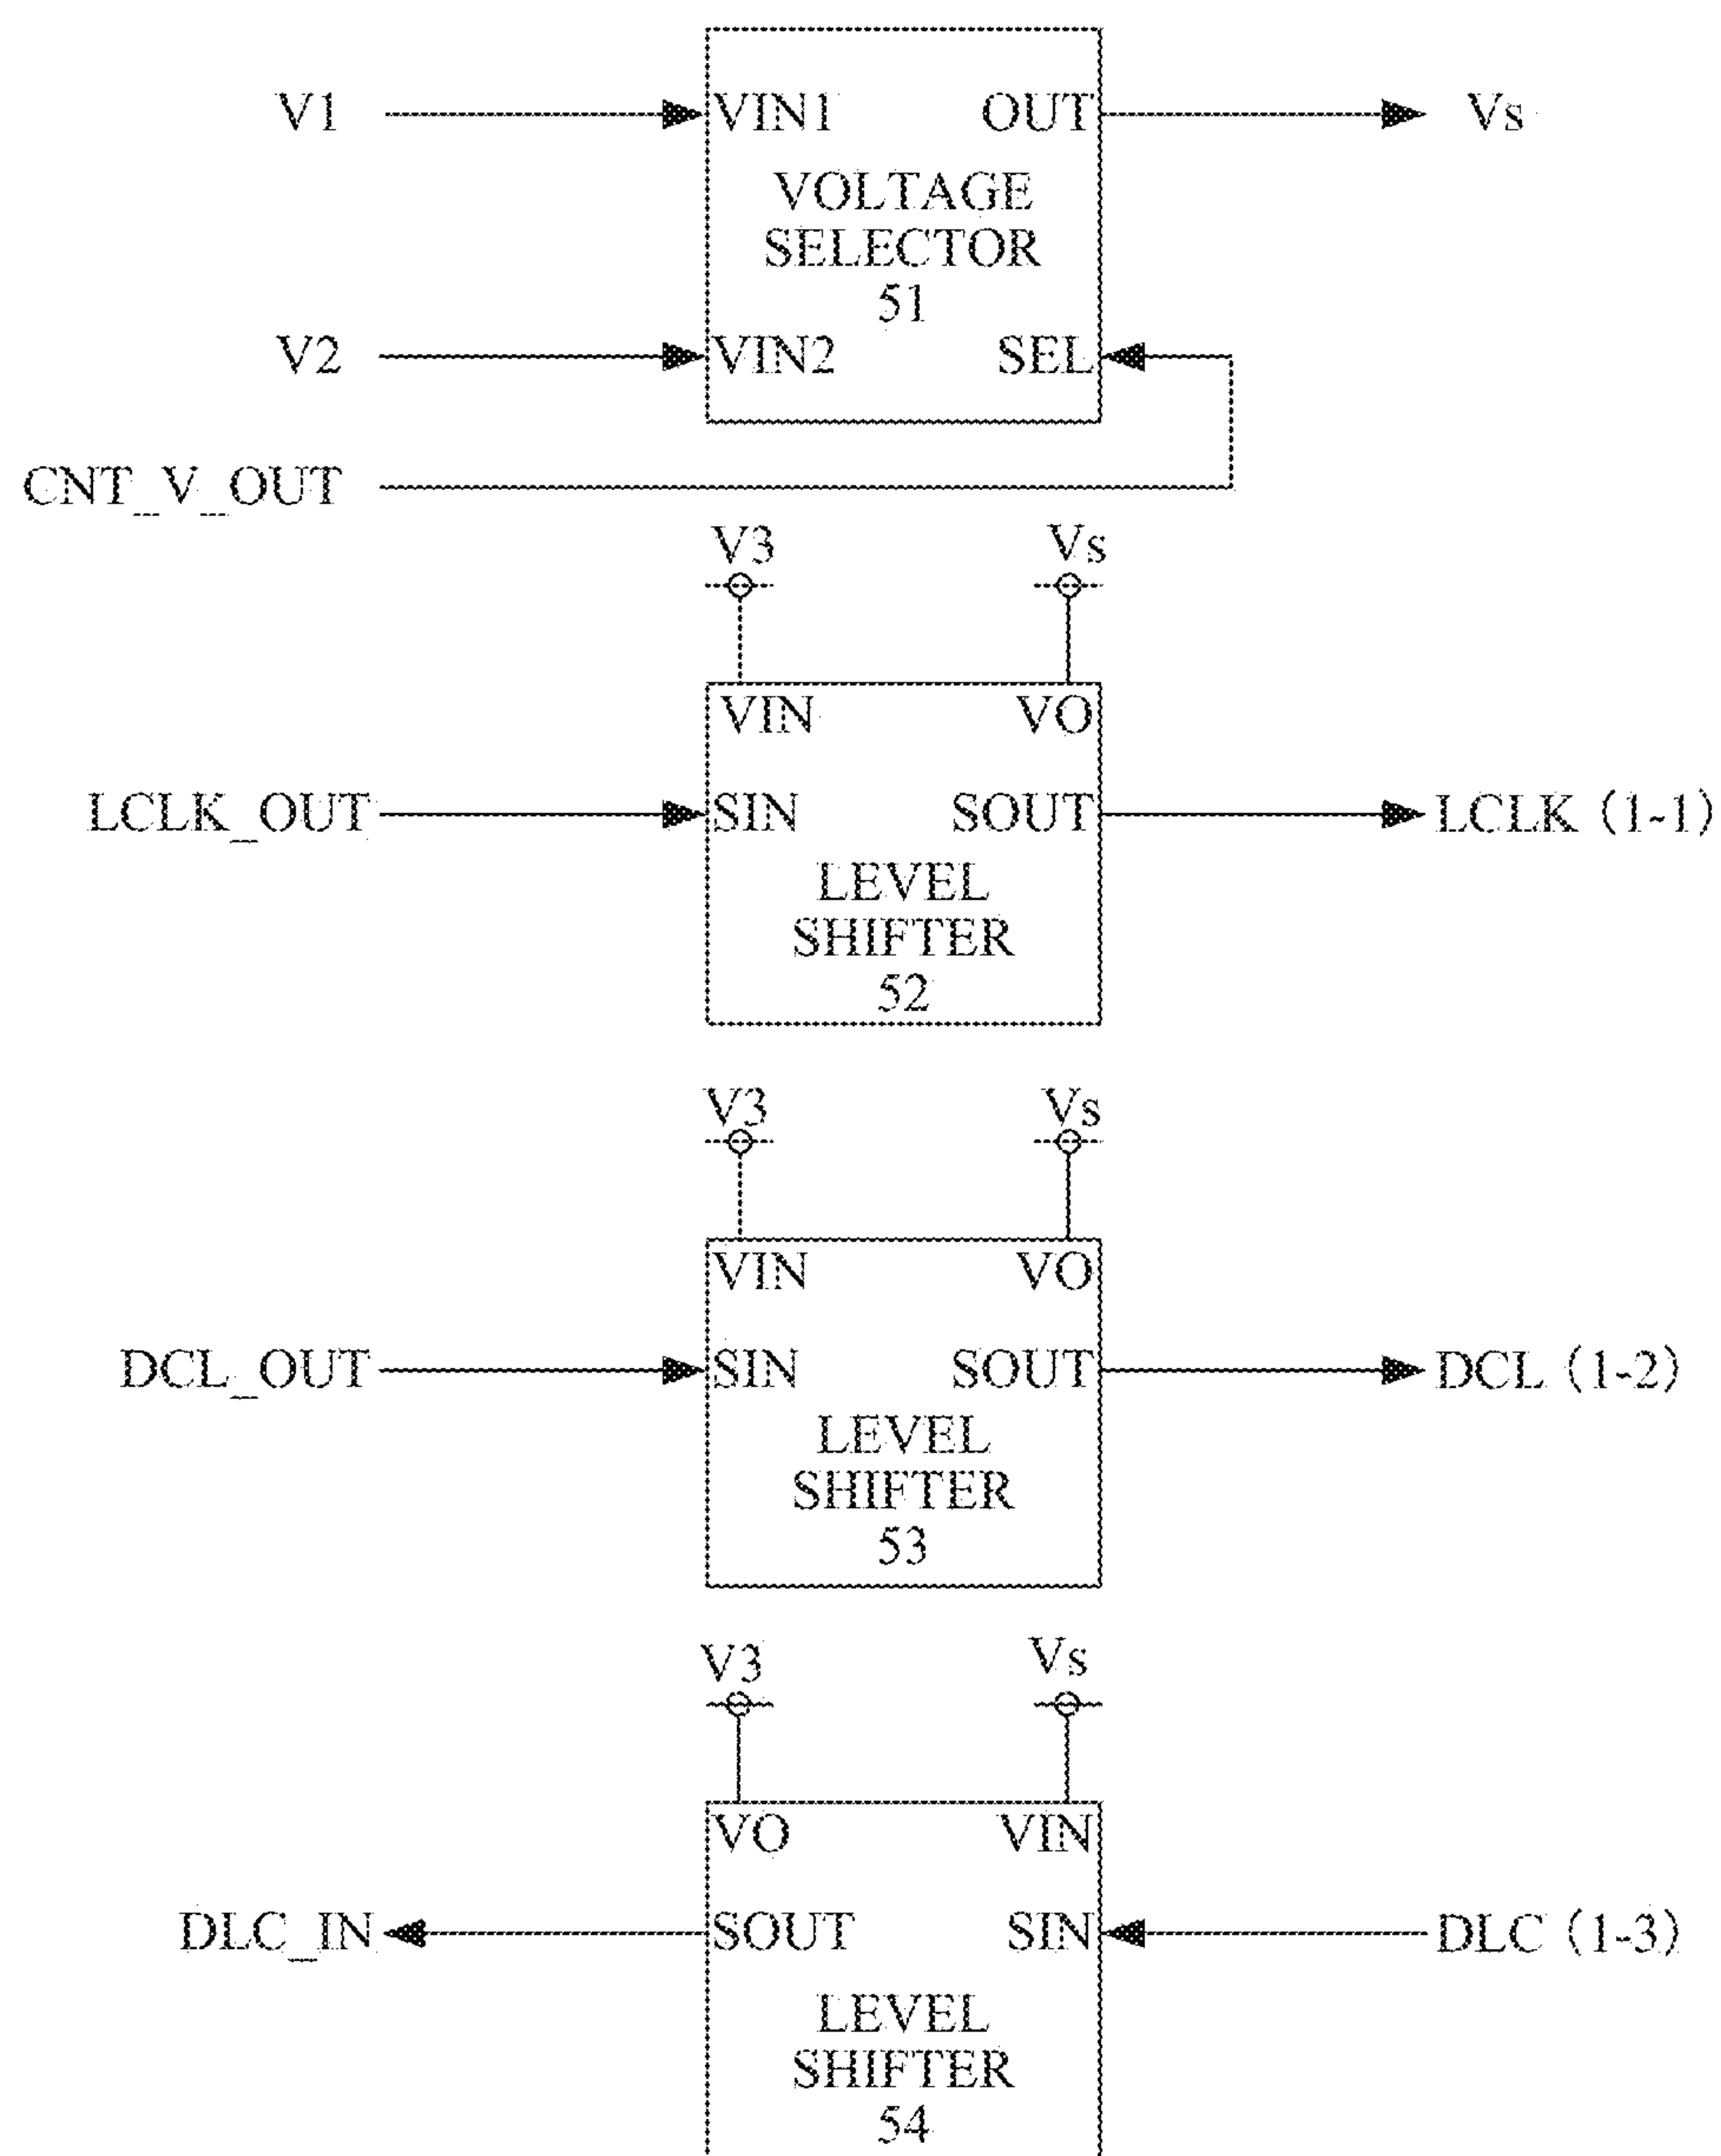 V1
VIN1
OUT
Vs
VOLTAGE
SELECTOR
51
V2
VIN2
SEL
CNT_V_OUT
V3
Vs
VIN
VO
LCLK_OUT
SIN
SOUT
LCLK (1-1)
LEVEL
SHIFTER
52
V3
Vs
VIN
VO
DCL_OUT
SIN
SOUT
DCL (1-2)
LEVEL
SHIFTER
53
V3
Vs
VO
VIN
DLC_IN
SOUT
SIN
DLC (1-3)
LEVEL
SHIFTER
54